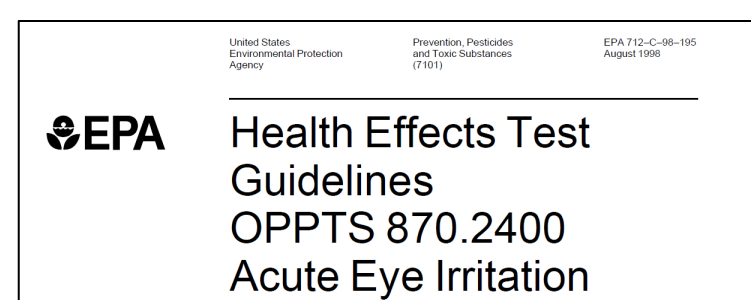 United States
Environmental Protection
Agency
Prevention, Pesticides
and Toxic Substances
(7101)
EPA 712–C–98–195
August 1998
EPA
Health Effects Test
Guidelines
OPPTS 870.2400
Acute Eye Irritation